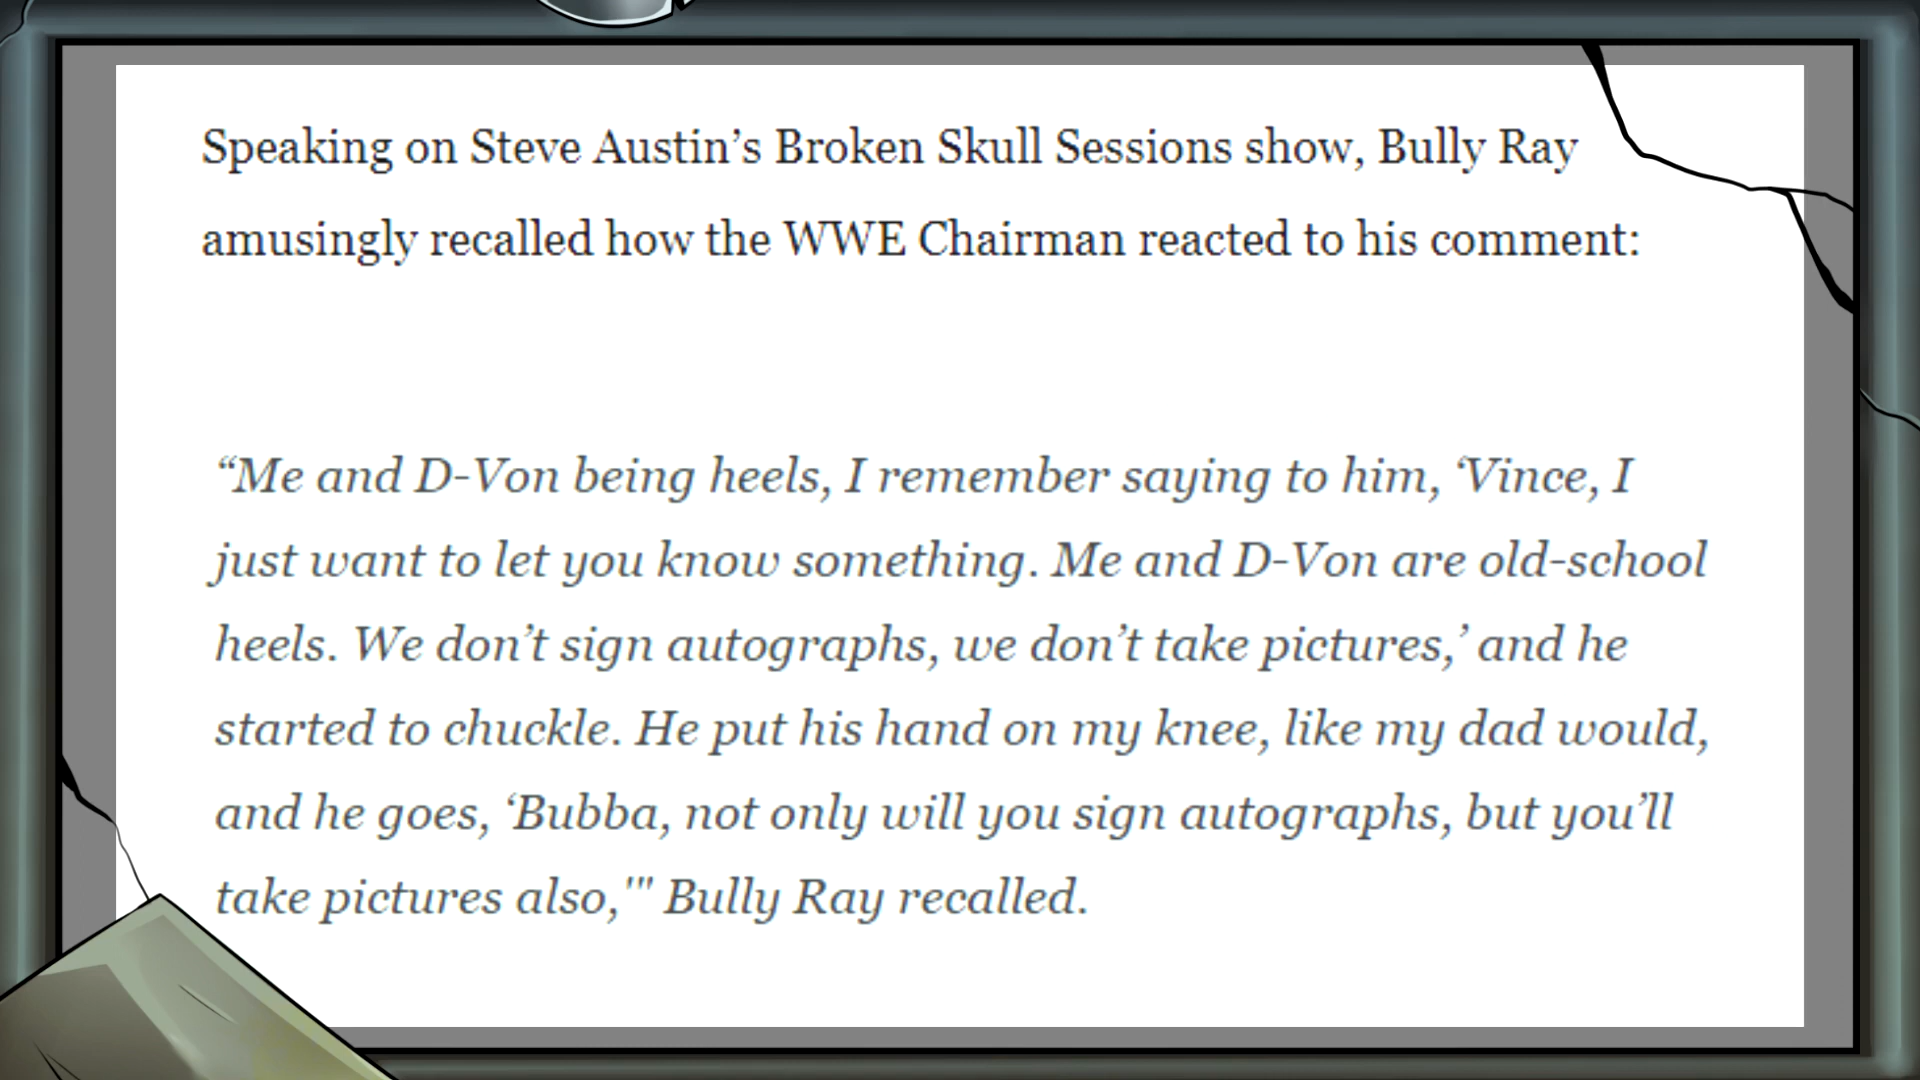 Speaking on Steve Austin’s Broken Skull Sessions show, Bully Ray
amusingly recalled how the WWE Chairman reacted to his comment:
“Me and D-Von being heels, I remember saying to him, ‘Vince, I
just want to let you know something. Me and D-Von are old-school
heels. We don’t sign autographs, we don’t take pictures,’ and he
started to chuckle. He put his hand on my knee, like my dad would,
and he goes, ‘Bubba, not only will you sign autographs, but you’ll
take pictures also,'" Bully Ray recalled.